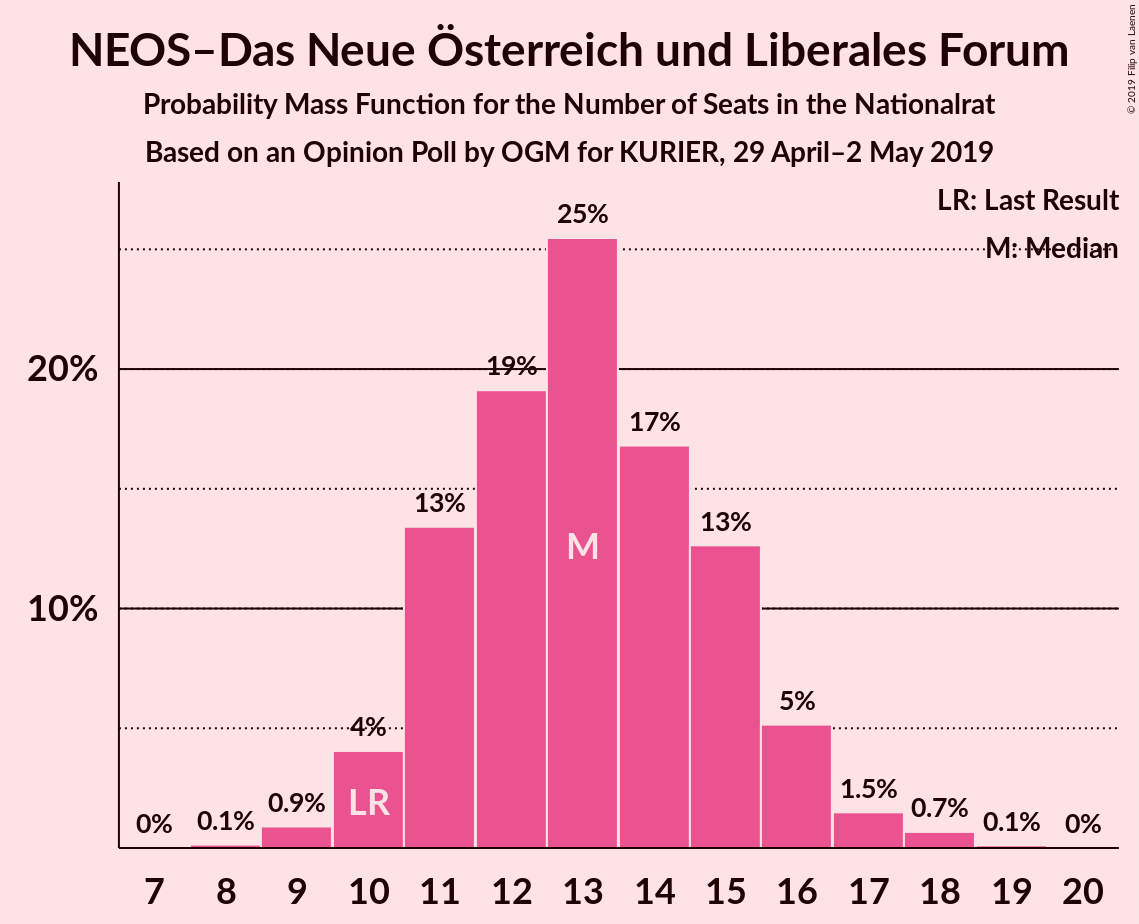 NEOS–Das Neue Österreich und Liberales Forum
Probability Mass Function for the Number of Seats in the Nationalrat
Based on an Opinion Poll by OGM for KURIER, 29 April–2 May 2019
© 2019 Filip van Laenen
LR: Last Result
M: Median
25%
20%
19%
17%
13%
13%
M
10%
5%
4%
LR
1.5%
0.9%
0.7%
0%
0.1%
0.1%
0%
7 8 9 10 11 12 13 14 15 16 17 18 19 20